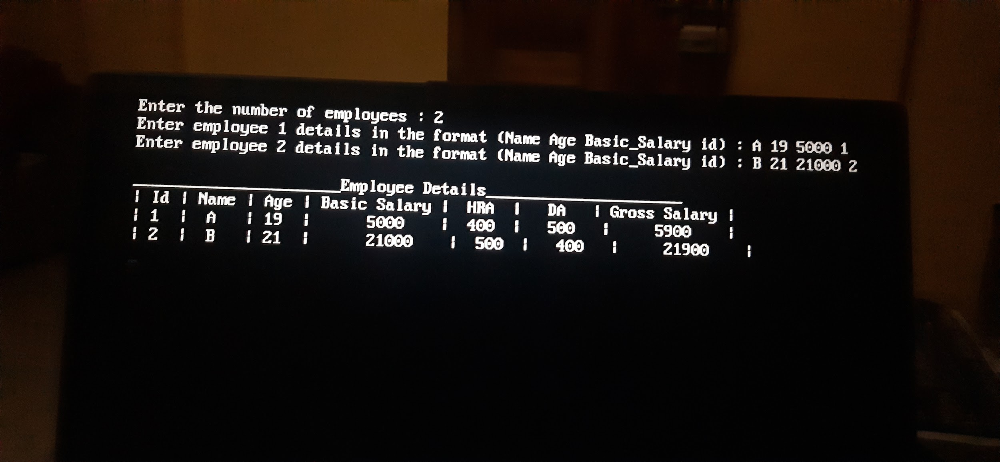 Enter the number of employees : 2
Enter employee 1 details in the format (Name Age Basic_Salary id) : A 19 5000 1
Enter employee 2 details in the format (Name Age Basic_Salary id) : B 21 21000 2
______________________Employee Details_____________________
| Id | Name | Age | Basic Salary | HRA | DA | Gross Salary |
| 1 | A | 19 | 5000 | 400 | 500 | 5900 |
| 2 | B | 21 | 21000 | 500 | 400 | 21900 |